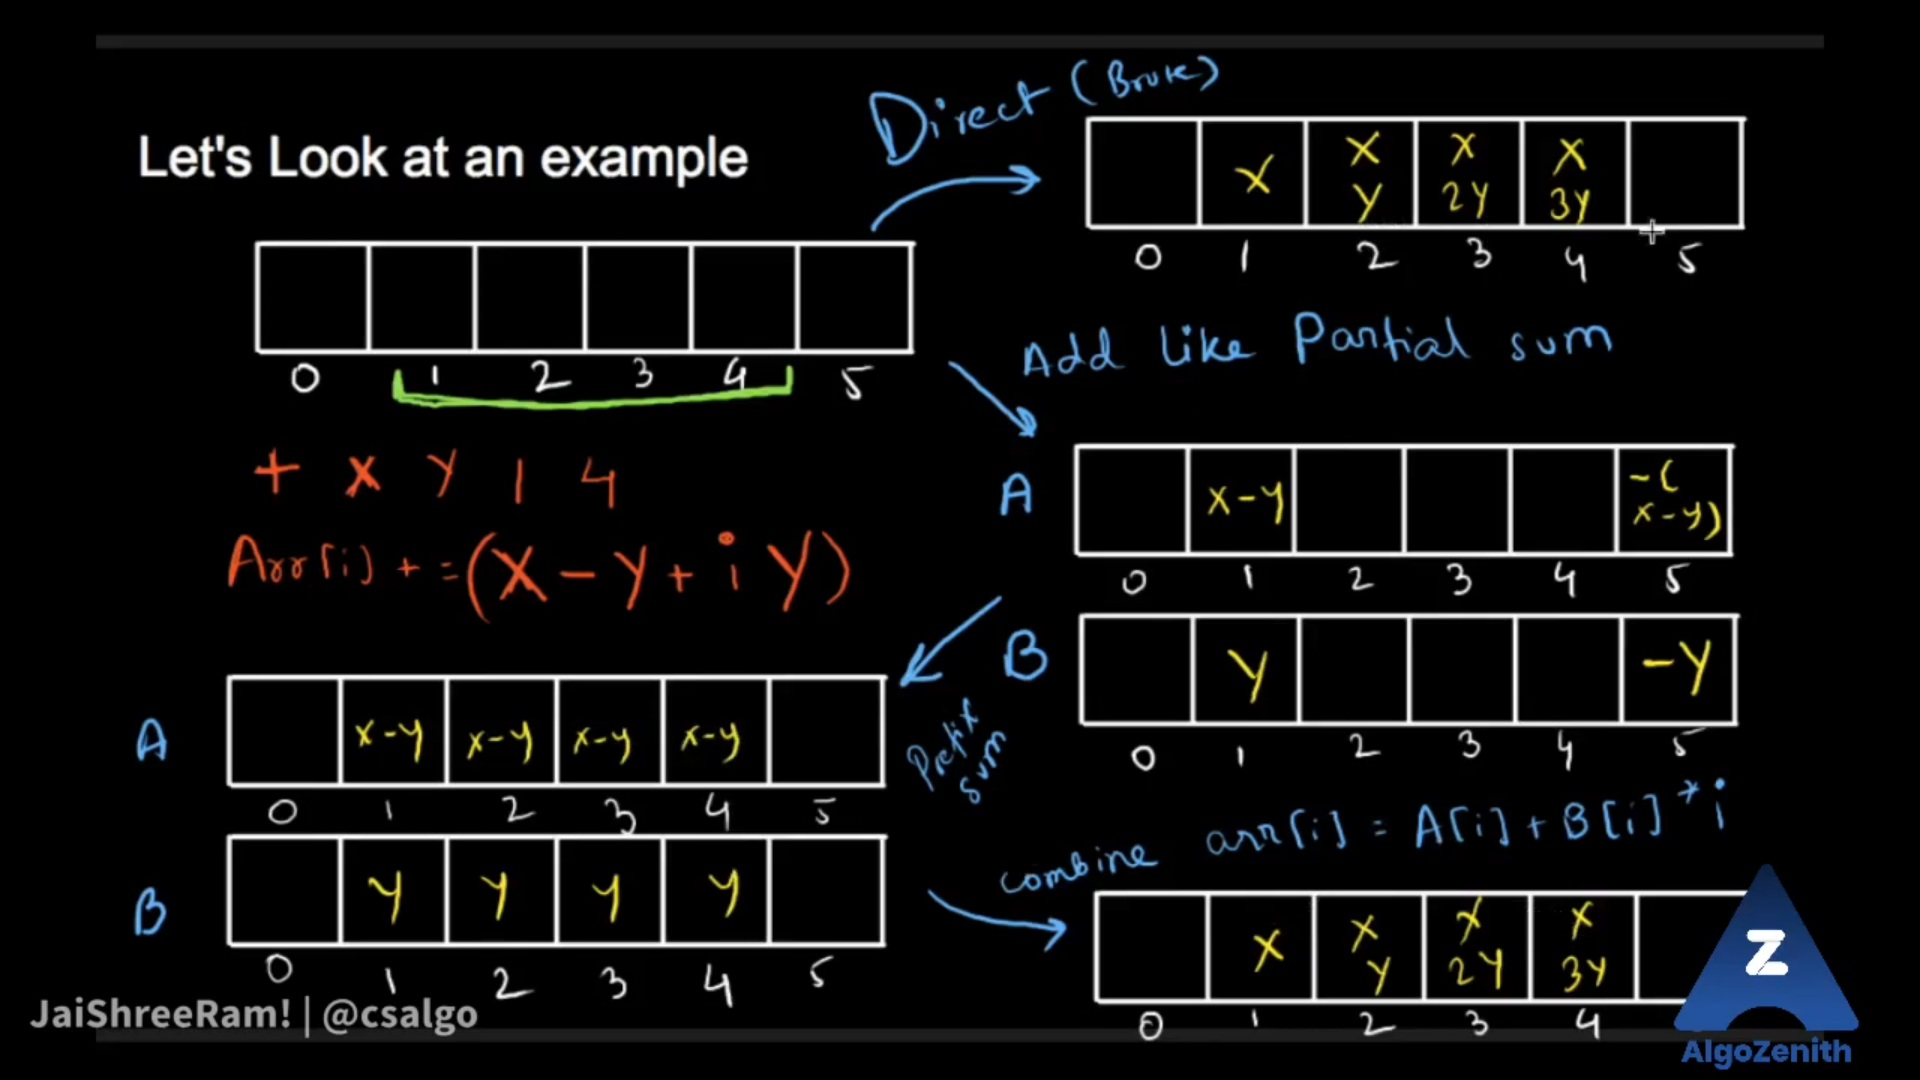 Direct (Brute)
Let's Look at an example
X X X X
Y 2Y 3Y
0 1 2 3 4 5
0 1 2 3 4 5
Add like Partial sum
+ X Y 1 4
A
x-y -(
x-y)
0 1 2 3 4 5
Arr[i] + =(X - Y + i Y)
B
Y -Y
0 1 2 3 4 5
Prefix
sum
A
x-y x-y x-y x-y
0 1 2 3 4 5
B
y y y y
0 1 2 3 4 5
combine arr[i] = A[i] + B[i] * i
X X X X
Y 2Y 3Y
0 1 2 3 4
JaiShreeRam! | @csalgo
Z
AlgoZenith